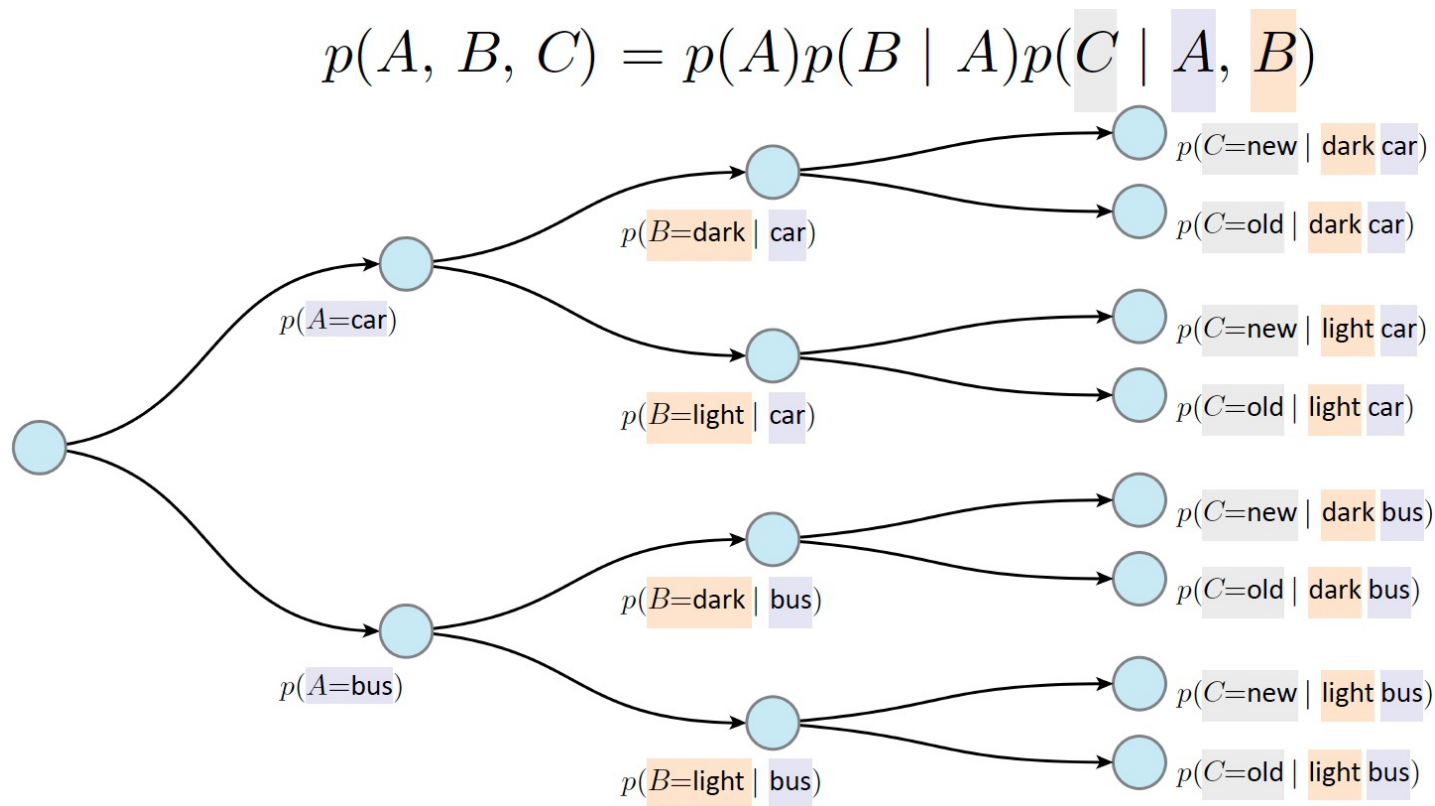 p(A, B, C) = p(A)p(B | A)p(C | A, B)
p(C=new | dark car)
p(C=old | dark car)
p(B=dark | car)
p(A=car)
p(C=new | light car)
p(C=old | light car)
p(B=light | car)
p(C=new | dark bus)
p(C=old | dark bus)
p(B=dark | bus)
p(A=bus)
p(C=new | light bus)
p(C=old | light bus)
p(B=light | bus)